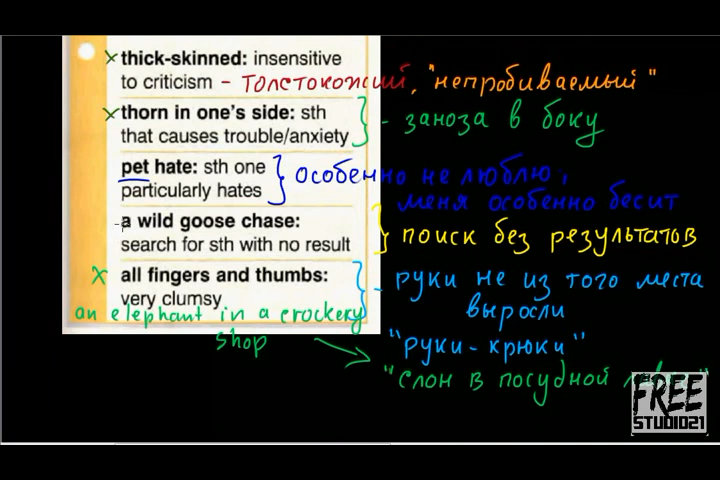 thick-skinned: insensitive
to criticism - толстокожий, "непробиваемый"
thorn in one's side: sth
that causes trouble/anxiety - заноза в боку
pet hate: sth one
particularly hates особенно не люблю,
меня особенно бесит
a wild goose chase:
search for sth with no result поиск без результатов
all fingers and thumbs:
very clumsy - руки не из того места
выросли
"руки-крюки"
an elephant in a crockery
shop
"слон в посудной
FREE
STUDIO21